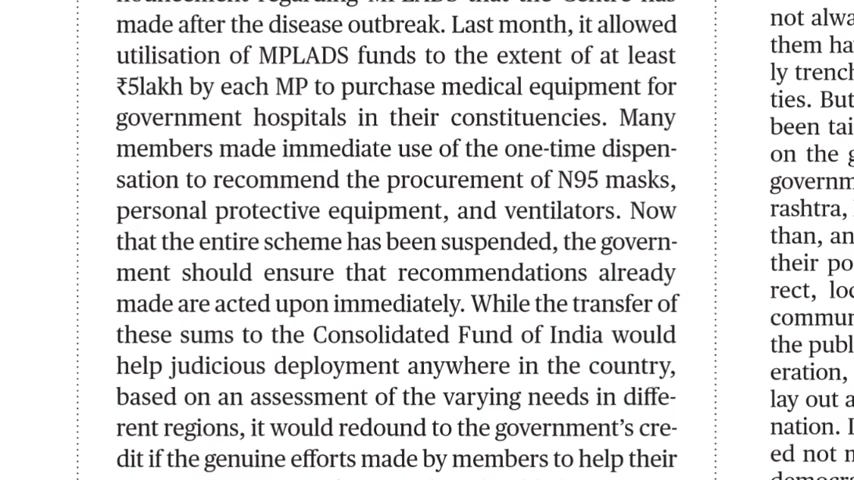 made after the disease outbreak. Last month, it allowed
utilisation of MPLADS funds to the extent of at least
₹5lakh by each MP to purchase medical equipment for
government hospitals in their constituencies. Many
members made immediate use of the one-time dispen-
sation to recommend the procurement of N95 masks,
personal protective equipment, and ventilators. Now
that the entire scheme has been suspended, the govern-
ment should ensure that recommendations already
made are acted upon immediately. While the transfer of
these sums to the Consolidated Fund of India would
help judicious deployment anywhere in the country,
based on an assessment of the varying needs in diffe-
rent regions, it would redound to the government's cre-
dit if the genuine efforts made by members to help their
not alwa
them ha
ly trench
ties. But
been tai
on the g
governm
rashtra,
than, an
their po
rect, loc
commun
the publ
eration,
lay out a
nation. I
ed not n